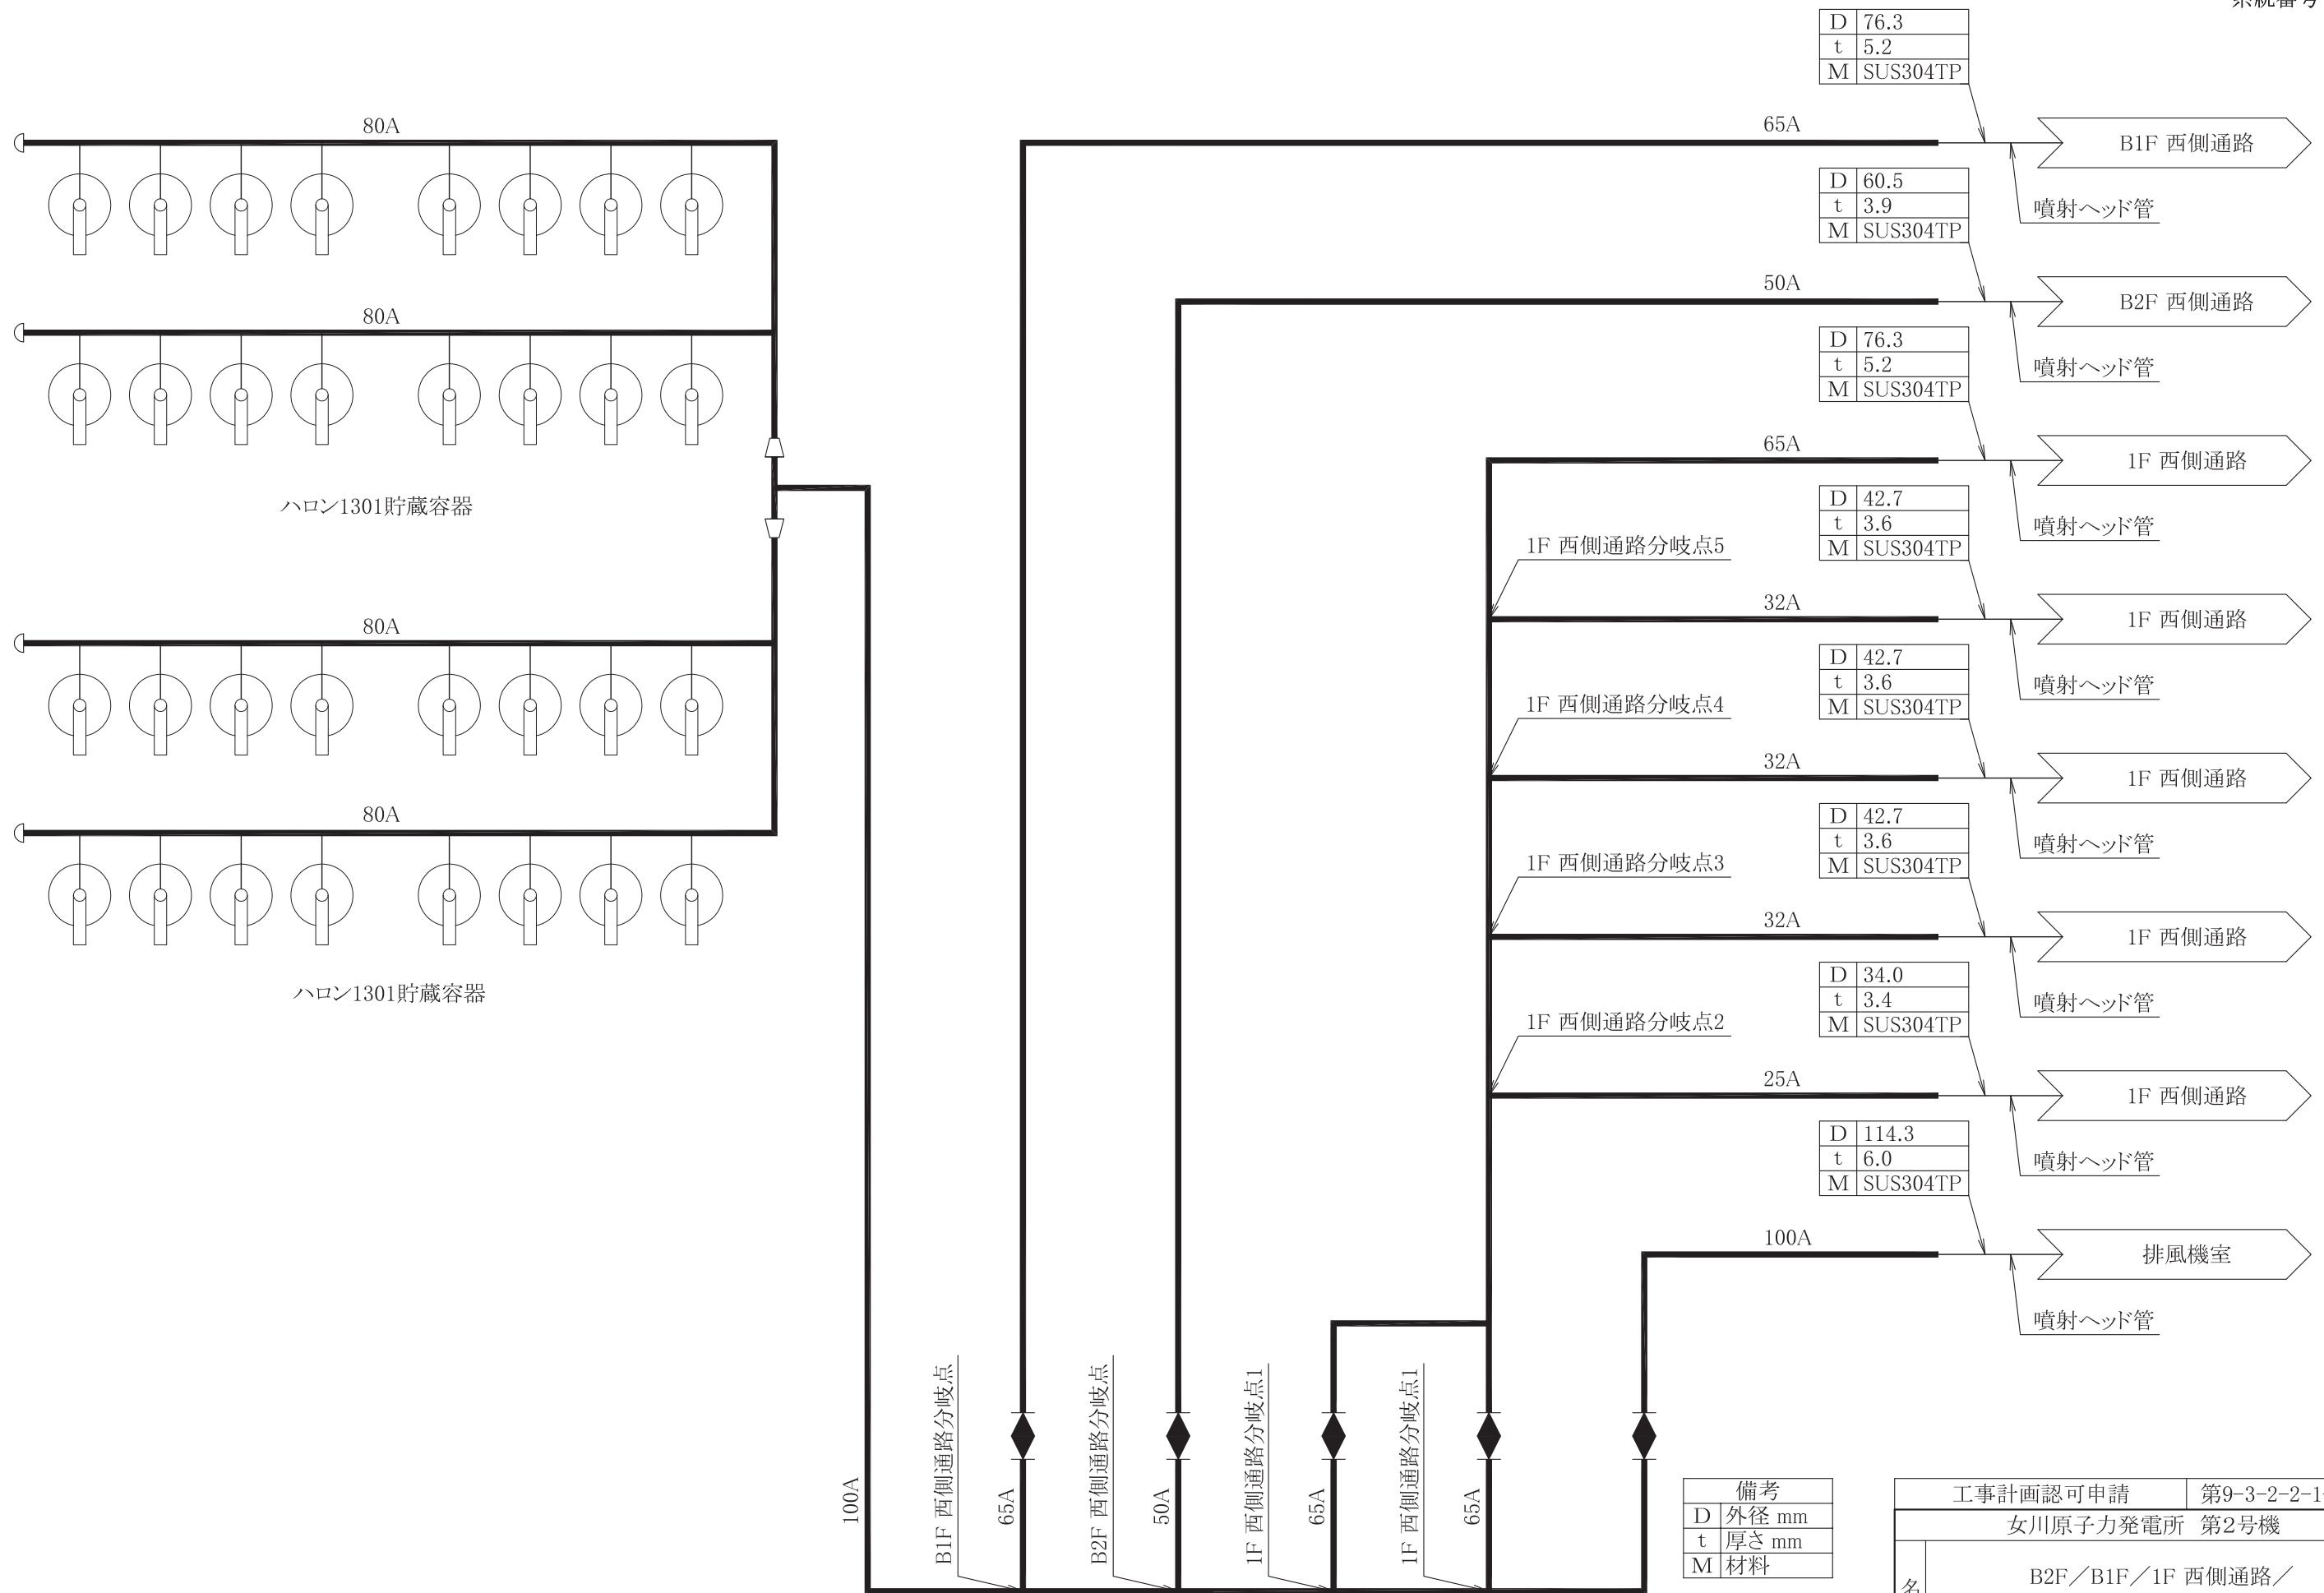 系統番号
D 76.3
t 5.2
M SUS304TP
80A
65A
B1F 西側通路
噴射ヘッド管
D 60.5
t 3.9
M SUS304TP
50A
B2F 西側通路
噴射ヘッド管
80A
D 76.3
t 5.2
M SUS304TP
65A
1F 西側通路
噴射ヘッド管
ハロン1301貯蔵容器
D 42.7
t 3.6
M SUS304TP
1F 西側通路分岐点5
32A
1F 西側通路
噴射ヘッド管
80A
D 42.7
t 3.6
M SUS304TP
1F 西側通路分岐点4
32A
1F 西側通路
噴射ヘッド管
80A
D 42.7
t 3.6
M SUS304TP
1F 西側通路分岐点3
32A
1F 西側通路
噴射ヘッド管
ハロン1301貯蔵容器
D 34.0
t 3.4
M SUS304TP
1F 西側通路分岐点2
25A
1F 西側通路
噴射ヘッド管
D 114.3
t 6.0
M SUS304TP
100A
排風機室
噴射ヘッド管
100A
B1F 西側通路分岐点
65A
B2F 西側通路分岐点
50A
1F 西側通路分岐点1
65A
1F 西側通路分岐点1
65A
備考
D 外径 mm
t 厚さ mm
M 材料
工事計画認可申請 第9-3-2-2-1-
女川原子力発電所 第2号機
名
B2F／B1F／1F 西側通路／